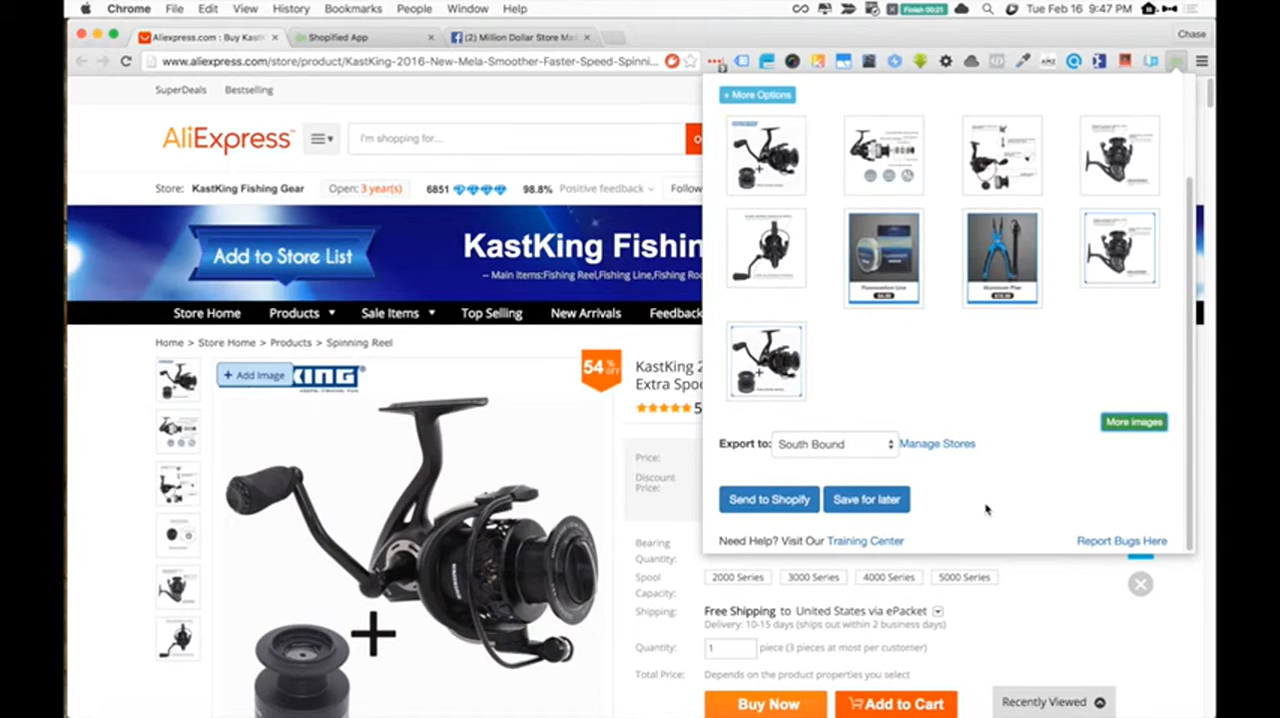 Chrome File Edit View History Bookmarks People Window Help
Finish 00:21
Tue Feb 16 9:47 PM
Aliexpress.com : Buy KastK
Shopified App
(2) Million Dollar Store Ma
Chase
www.aliexpress.com/store/product/KastKing-2016-New-Mela-Smoother-Faster-Speed-Spinni...
SuperDeals Bestselling
AliExpress
I'm shopping for...
Store: KastKing Fishing Gear Open: 3 year(s) 6851 98.8% Positive feedback Follow
Add to Store List
KastKing Fishin
-- Main Items:Fishing Reel,Fishing Line,Fishing Ro
Store Home Products Sale Items Top Selling New Arrivals Feedback
Home > Store Home > Products > Spinning Reel
+ Add Image
KING
54 % OFF
KastKing 2
Extra Spoo
5
Price:
Discount
Price:
Bearing
Quantity:
Spool
Capacity:
2000 Series 3000 Series 4000 Series 5000 Series
Shipping:
Free Shipping to United States via ePacket
Delivery: 10-15 days (ships out within 2 business days)
Quantity:
1
piece (3 pieces at most per customer)
Total Price:
Depends on the product properties you select
Buy Now
Add to Cart
Recently Viewed
+ More Options
Fluorocarbon Line
Aluminum Plier
More Images
Export to: South Bound Manage Stores
Send to Shopify Save for later
Need Help? Visit Our Training Center
Report Bugs Here